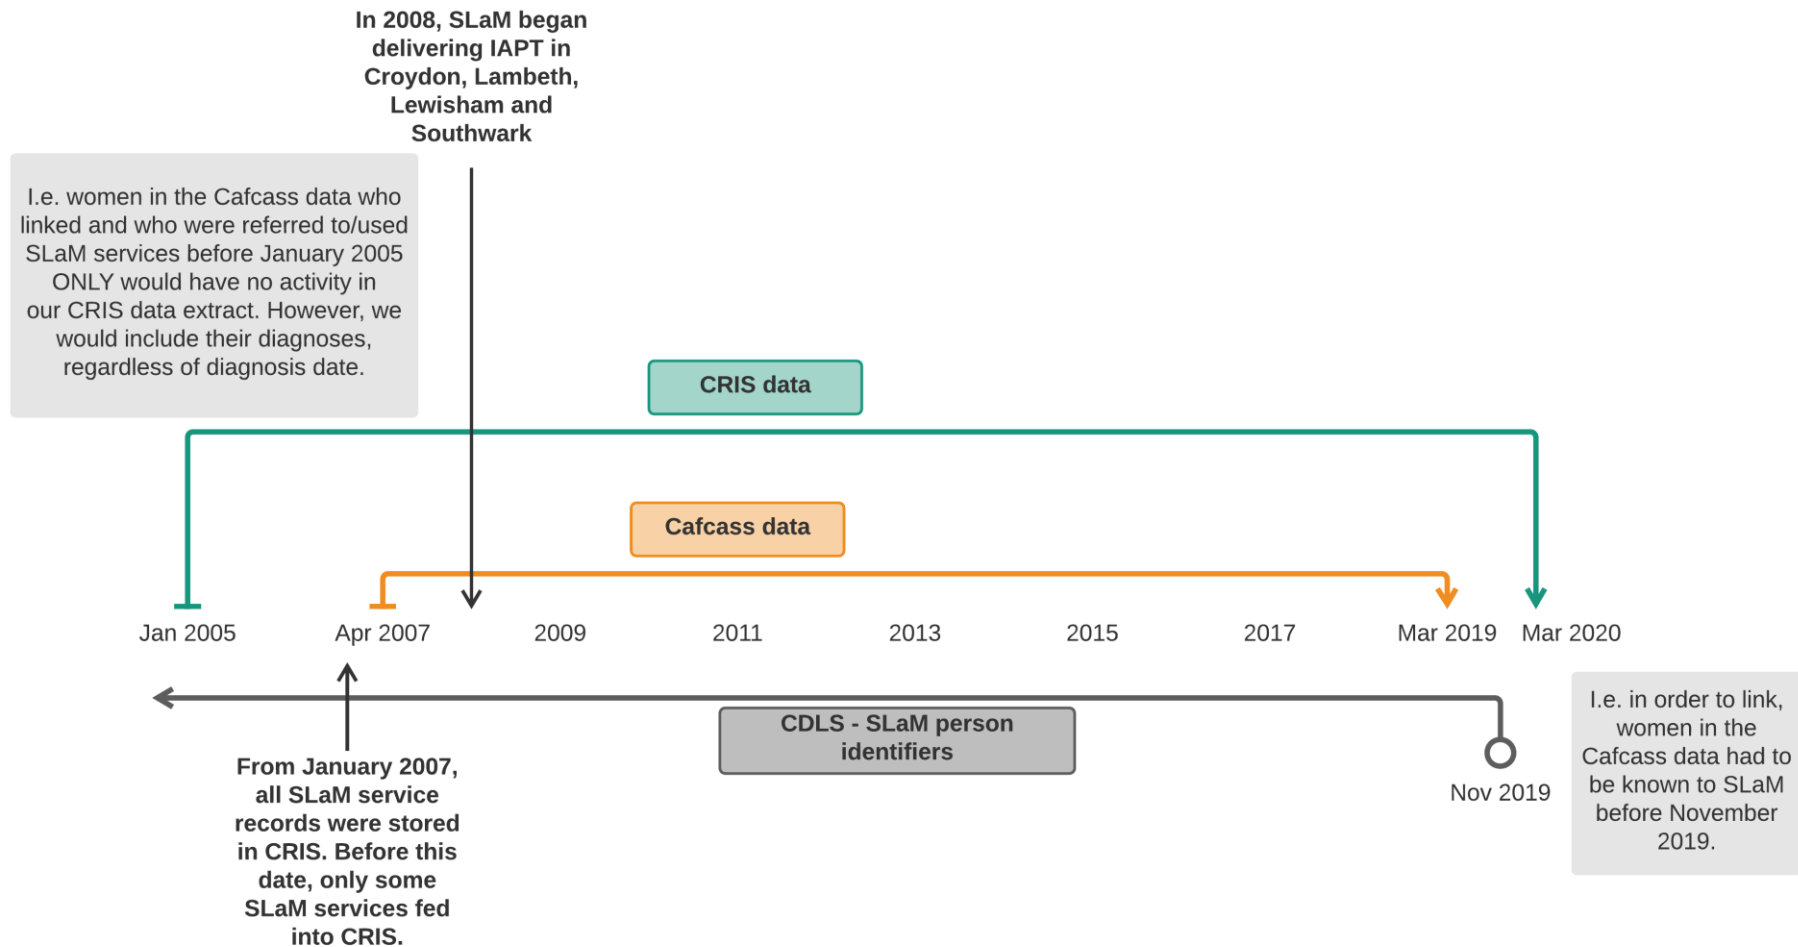 In 2008, SLaM began
delivering IAPT in
Croydon, Lambeth,
Lewisham and
Southwark
I.e. women in the Cafcass data who
linked and who were referred to/used
SLaM services before January 2005
ONLY would have no activity in
our CRIS data extract. However, we
would include their diagnoses,
regardless of diagnosis date.
CRIS data
Cafcass data
Jan 2005
Apr 2007
2009
2011
2013
2015
2017
Mar 2019
Mar 2020
CDLS - SLaM person
identifiers
Nov 2019
I.e. in order to link,
women in the
Cafcass data had to
be known to SLaM
before November
2019.
From January 2007,
all SLaM service
records were stored
in CRIS. Before this
date, only some
SLaM services fed
into CRIS.